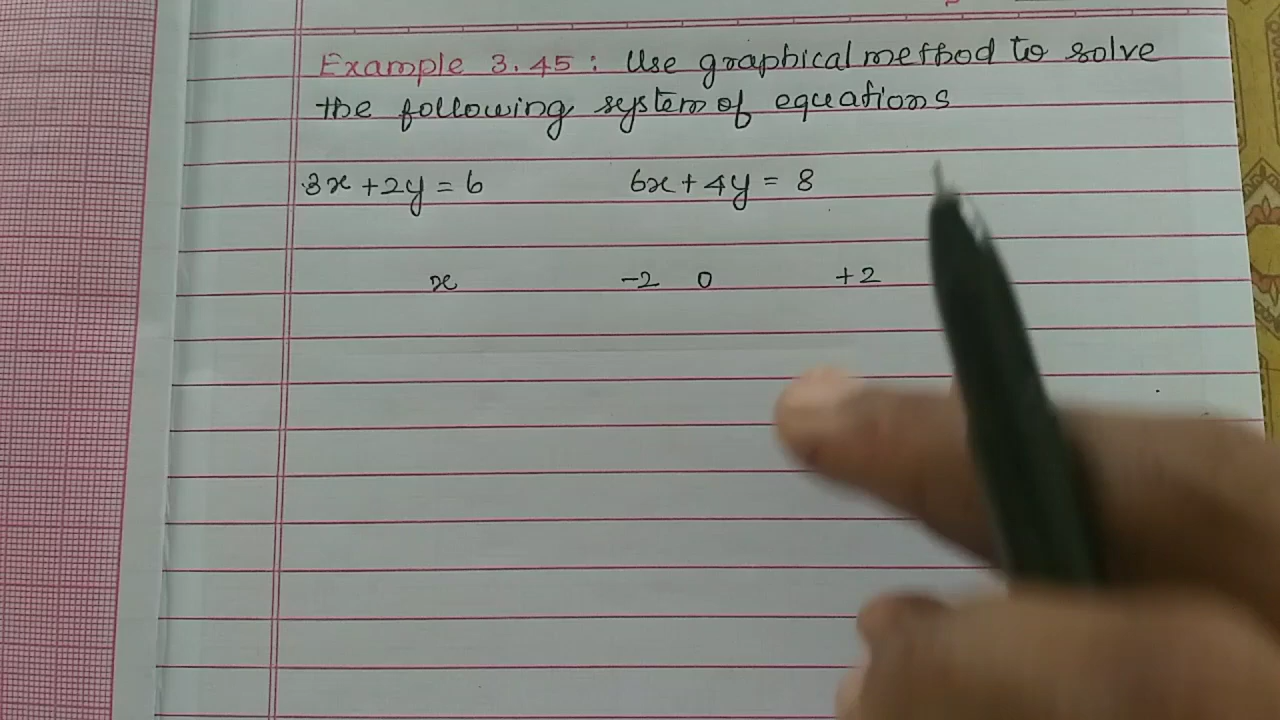 Example 3.45: Use graphical method to solve
the following system of equations
3x + 2y = 6 6x + 4y = 8
x -2 0 +2